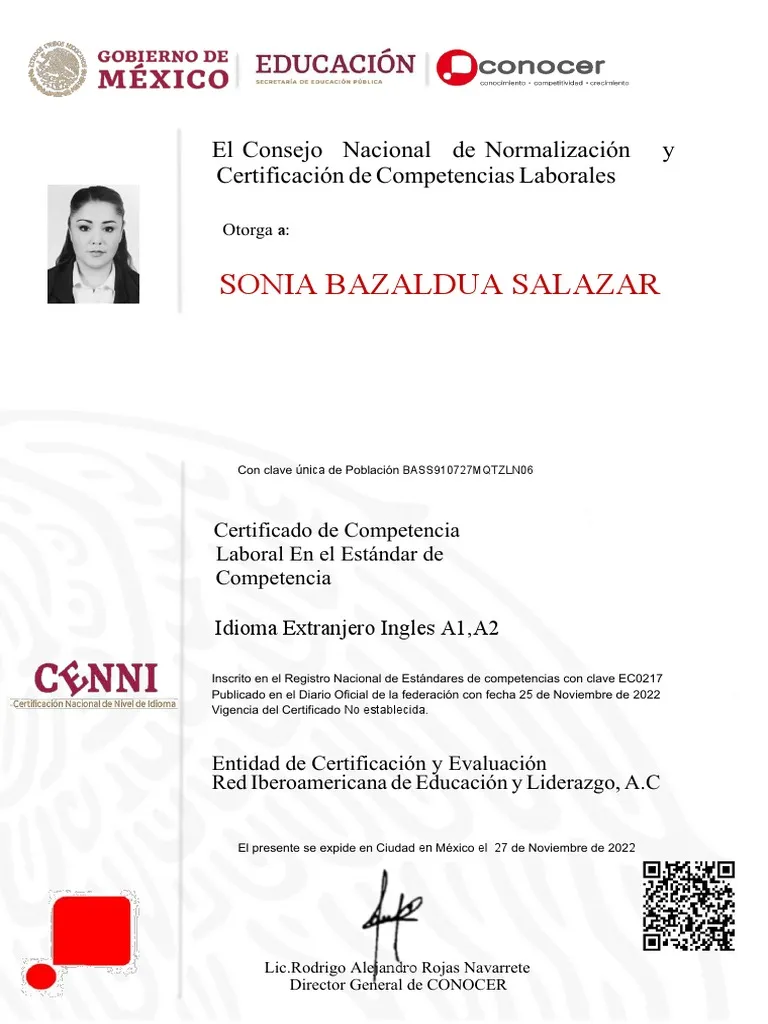 GOBIERNO DE
MÉXICO
EDUCACIÓN
SECRETARÍA DE EDUCACIÓN PÚBLICA
conocer
conocimiento • competitividad • crecimiento
El Consejo Nacional de Normalización y
Certificación de Competencias Laborales
Otorga a:
SONIA BAZALDUA SALAZAR
Con clave única de Población BASS910727MQTZLN06
Certificado de Competencia
Laboral En el Estándar de
Competencia
Idioma Extranjero Ingles A1,A2
CENNI
Certificación Nacional de Nivel de Idioma
Inscrito en el Registro Nacional de Estándares de competencias con clave EC0217
Publicado en el Diario Oficial de la federación con fecha 25 de Noviembre de 2022
Vigencia del Certificado No establecida.
Entidad de Certificación y Evaluación
Red Iberoamericana de Educación y Liderazgo, A.C
El presente se expide en Ciudad en México el 27 de Noviembre de 2022
Lic.Rodrigo Alejandro Rojas Navarrete
Director General de CONOCER